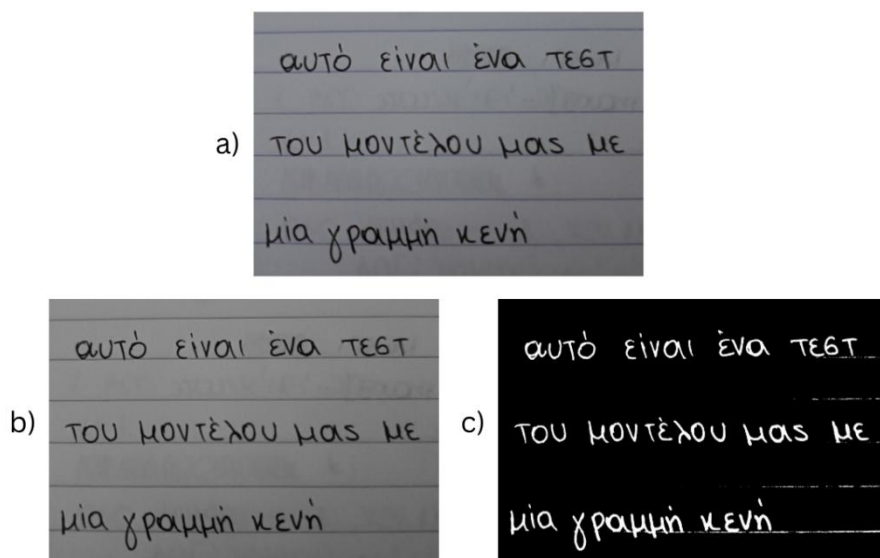 αυτό είναι ένα τεστ
a) του μοντέλου μας με
μία γραμμή κενή
αυτό είναι ένα τεστ
b) του μοντέλου μας με
μία γραμμή κενή
αυτό είναι ένα τεστ
c) του μοντέλου μας με
μία γραμμή κενή